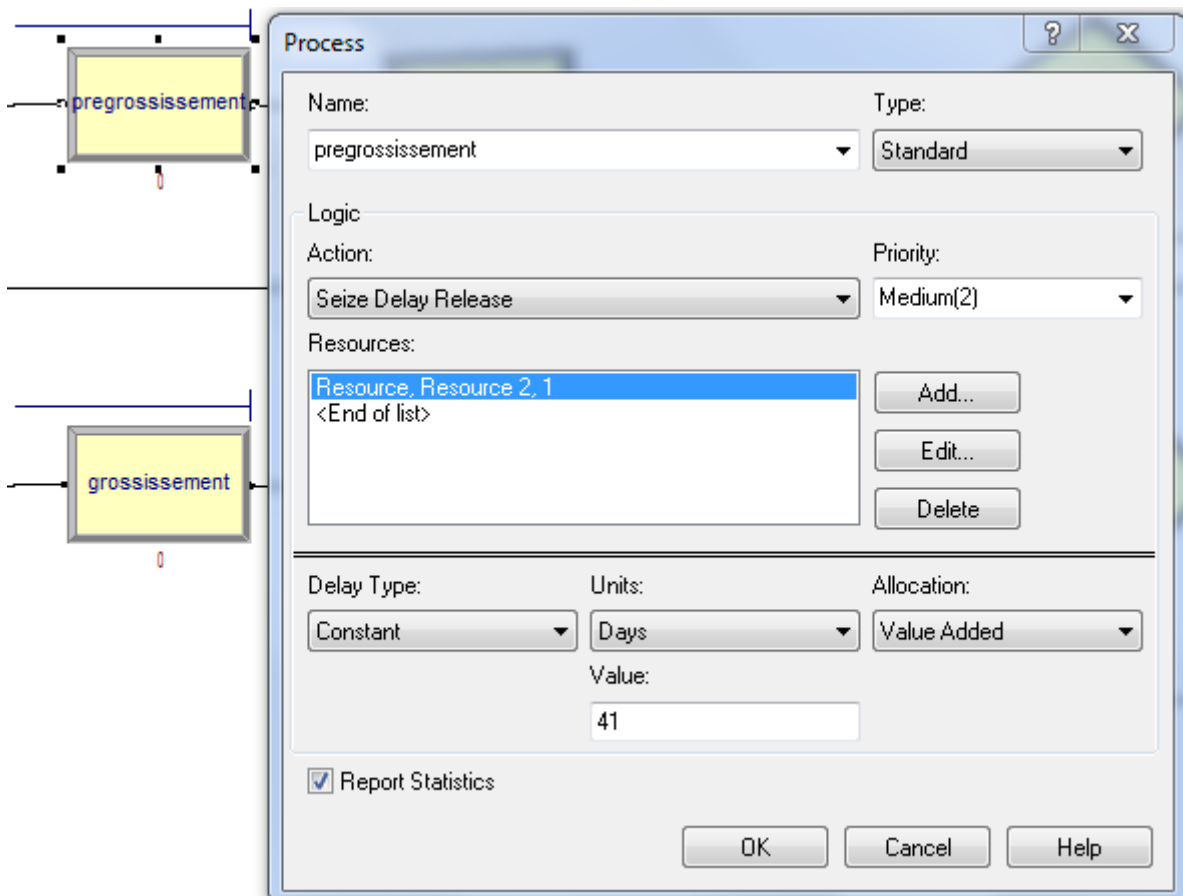 Process
pregrossissement
0
grossissement
0
Name:
Type:
pregrossissement
Standard
Logic
Action:
Priority:
Seize Delay Release
Medium(2)
Resources:
Resource, Resource 2, 1
<End of list>
Add...
Edit...
Delete
Delay Type:
Units:
Allocation:
Constant
Days
Value Added
Value:
41
Report Statistics
OK
Cancel
Help